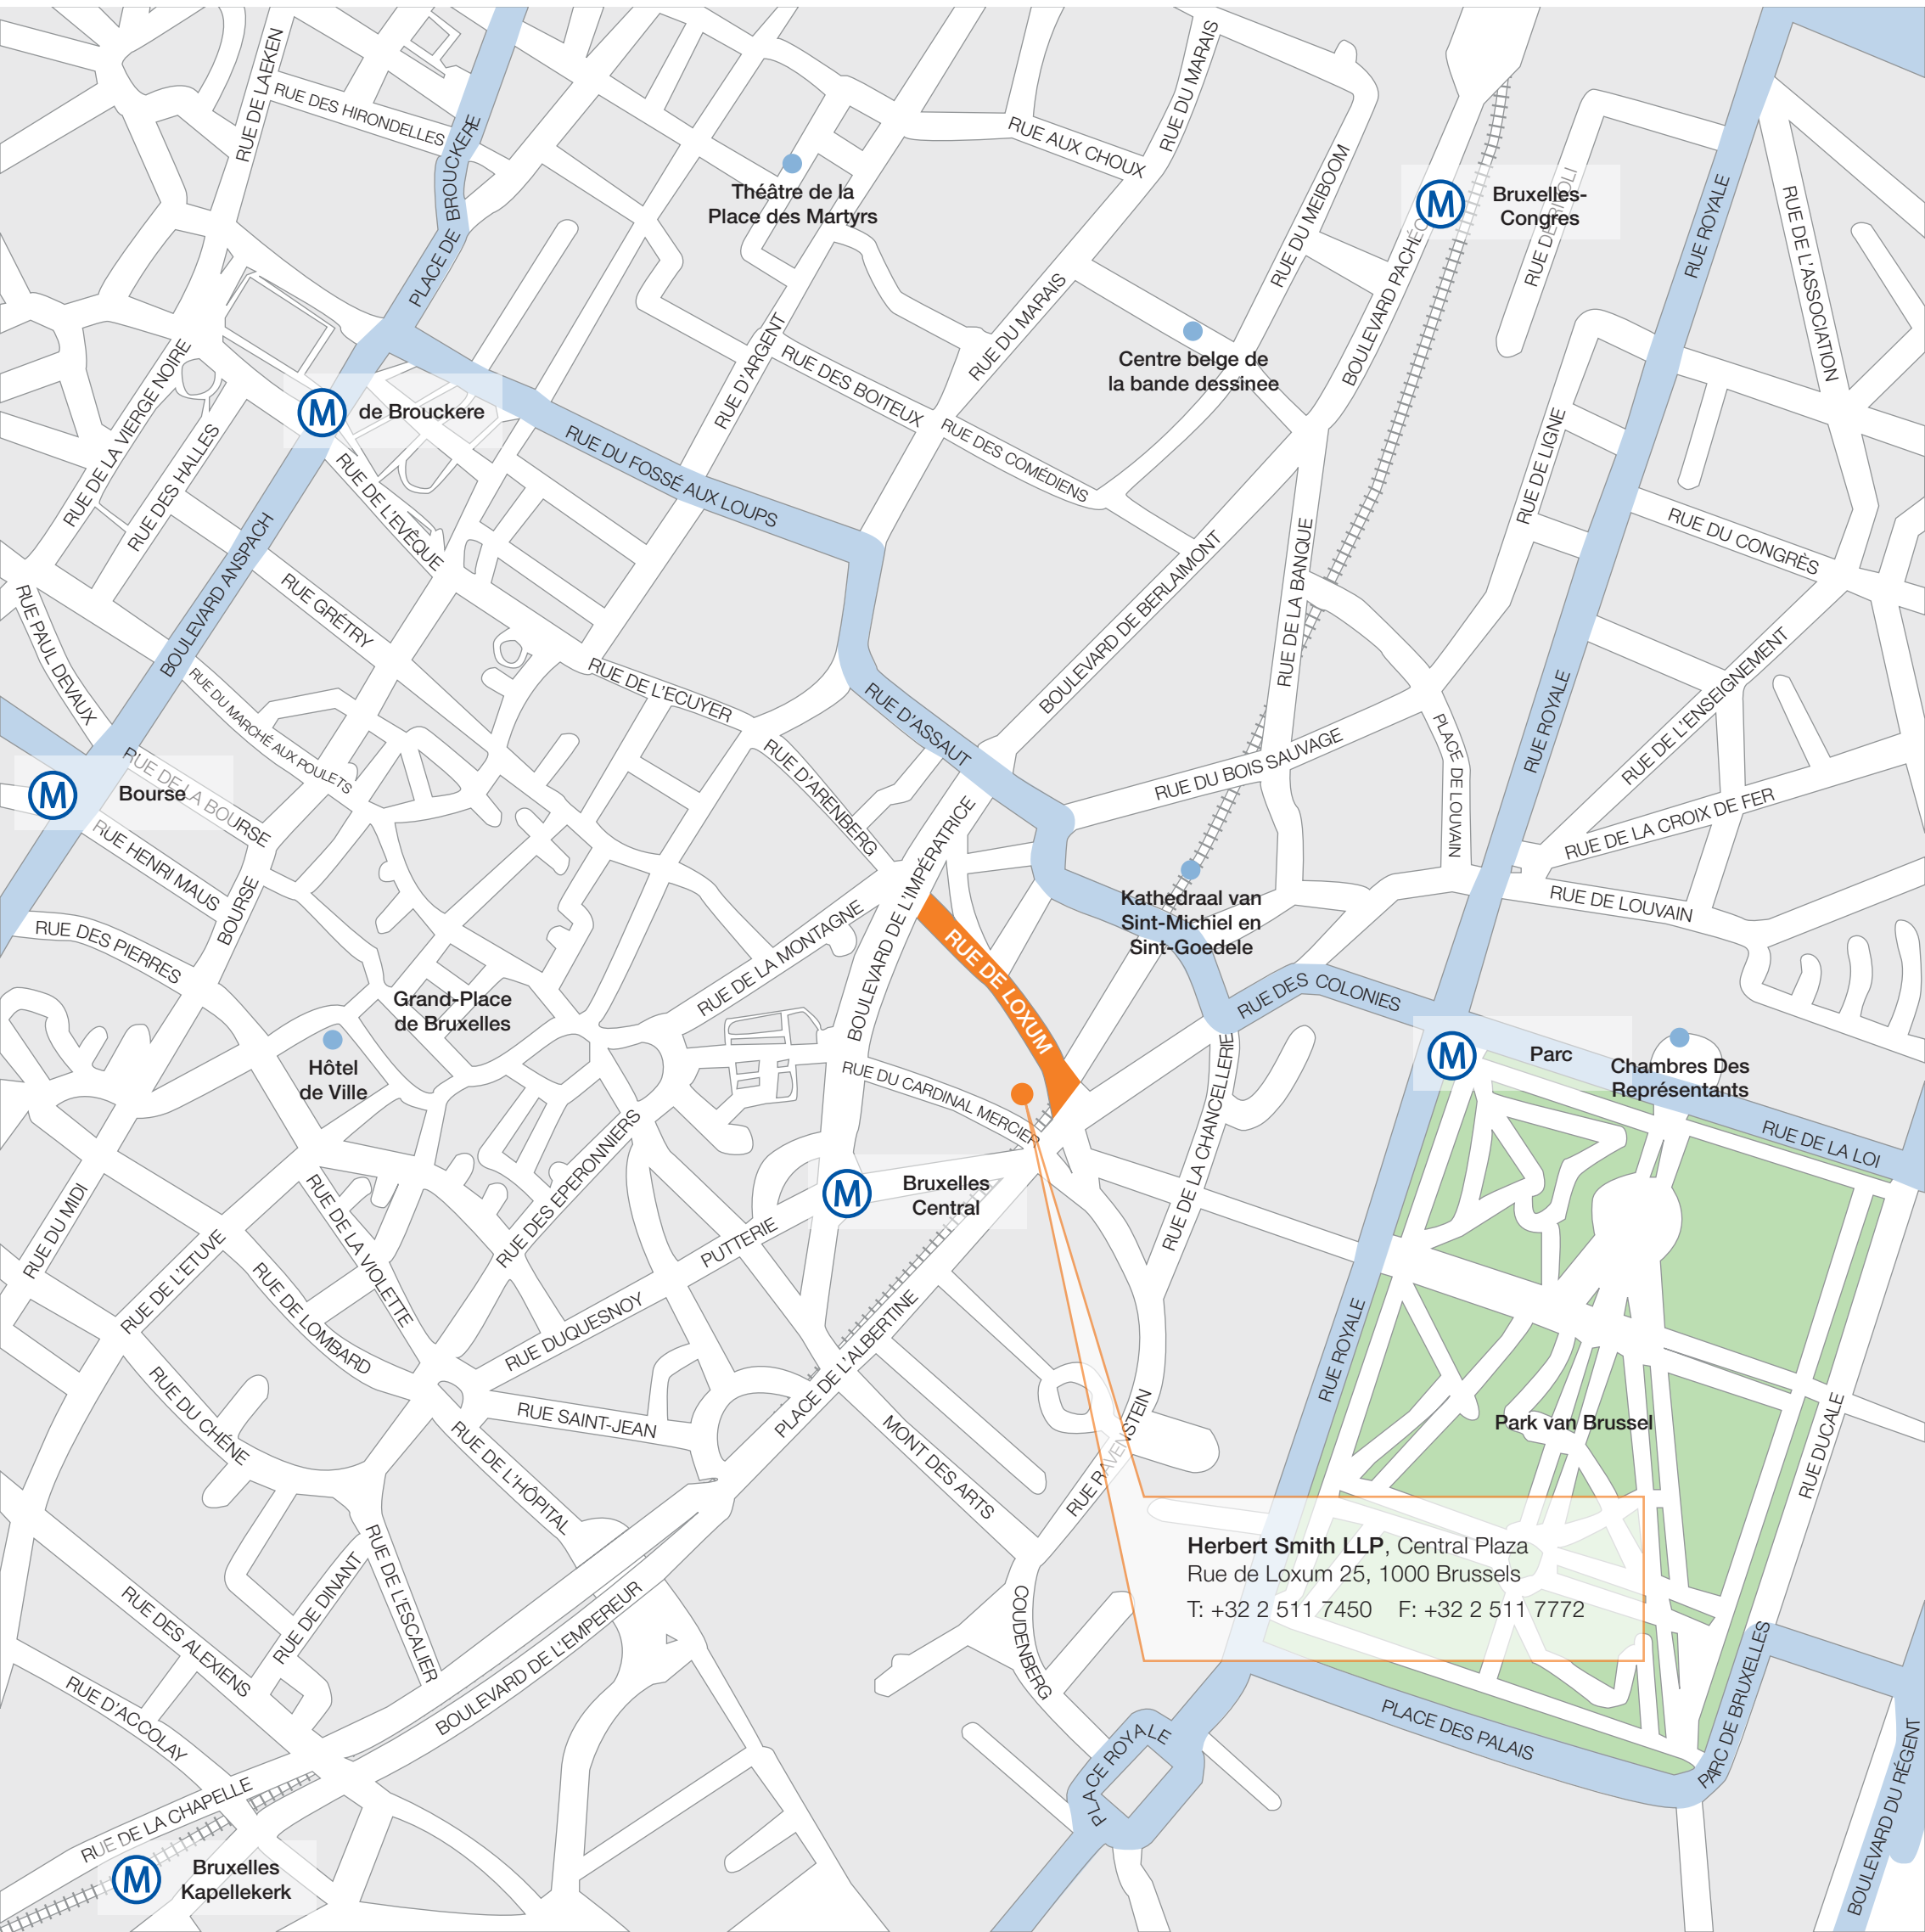 RUE DE LAEKEN
RUE DES HIRONDELLES
PLACE DE BROUCKERE
RUE DU MARAIS
RUE AUX CHOUX
Théâtre de la
Place des Martyrs
RUE DU MEIBOOM
M
Bruxelles-
Congres
BOULEVARD PACHÉCO
RUE ROYALE
RUE DE L'ASSOCIATION
RUE DU MARAIS
Centre belge de
la bande dessinee
RUE D'ARGENT
RUE DES BOITEUX
RUE DES COMÉDIENS
RUE DE LA VIERGE NOIRE
RUE DES HALLES
M
de Brouckere
RUE DE L'EVÊQUE
RUE DU FOSSÉ AUX LOUPS
RUE DE LIGNE
RUE DU CONGRÈS
BOULEVARD ANSPACH
RUE GRÉTRY
RUE PAUL DEVAUX
BOULEVARD DE BERLAIMONT
RUE DE LA BANQUE
RUE DU MARCHÉ AUX POULETS
RUE DE L'ECUYER
RUE D'ASSAUT
RUE ROYALE
RUE DE L'ENSEIGNEMENT
PLACE DE LOUVAIN
RUE DU BOIS SAUVAGE
M
Bourse
RUE DE LA BOURSE
RUE D'ARENBERG
RUE DE LA CROIX DE FER
RUE HENRI MAUS
BOURSE
BOULEVARD DE L'IMPÉRATRICE
Kathedraal van
Sint-Michiel en
Sint-Goedele
RUE DE LOUVAIN
RUE DES PIERRES
RUE DE LA MONTAGNE
RUE DE LOXUM
RUE DES COLONIES
Grand-Place
de Bruxelles
Hôtel
de Ville
M
Parc
Chambres Des
Représentants
RUE DU CARDINAL MERCIER
RUE DE LA CHANCELLERIE
RUE DE LA LOI
RUE DES EPERONNIERS
M
Bruxelles
Central
RUE DU MIDI
RUE DE L'ETUVE
RUE DE LA VIOLETTE
PUTTERIE
RUE DE LOMBARD
RUE DUQUESNOY
PLACE DE L'ALBERTINE
RUE ROYALE
RUE DU CHÉNE
RUE SAINT-JEAN
RUE DE L'HÔPITAL
MONT DES ARTS
RUE RAVENSTEIN
Park van Brussel
RUE DUCALE
Herbert Smith LLP, Central Plaza
Rue de Loxum 25, 1000 Brussels
T: +32 2 511 7450 F: +32 2 511 7772
RUE DES ALEXIENS
RUE DE DINANT
RUE DE L'ESCALIER
BOULEVARD DE L'EMPEREUR
COUDENBERG
RUE D'ACCOLAY
PLACE ROYALE
PLACE DES PALAIS
PARC DE BRUXELLES
BOULEVARD DU RÉGENT
RUE DE LA CHAPELLE
M
Bruxelles
Kapellekerk